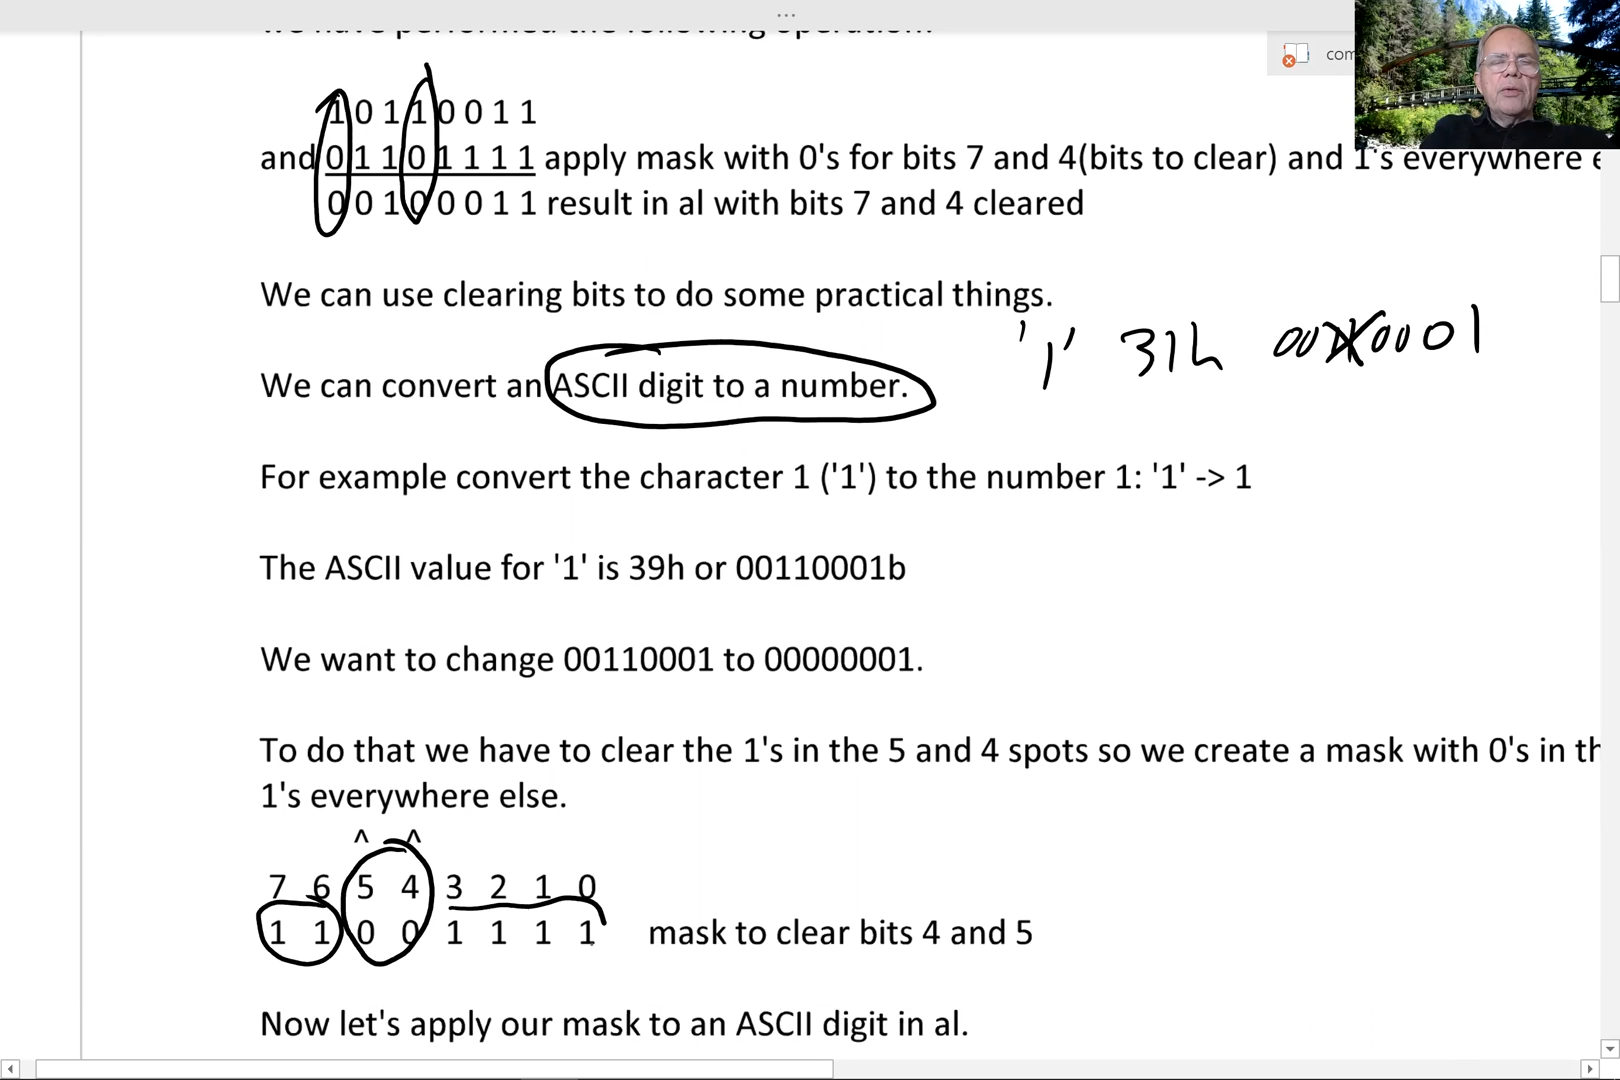 1 0 1 1 0 0 1 1
and 0 1 1 0 1 1 1 1 apply mask with 0's for bits 7 and 4(bits to clear) and 1's everywhere
0 0 1 0 0 0 1 1 result in al with bits 7 and 4 cleared
We can use clearing bits to do some practical things.
'1' 31h
We can convert an ASCII digit to a number.
For example convert the character 1 ('1') to the number 1: '1' -> 1
The ASCII value for '1' is 39h or 00110001b
We want to change 00110001 to 00000001.
To do that we have to clear the 1's in the 5 and 4 spots so we create a mask with 0's in
1's everywhere else.
^ ^
7 6 5 4 3 2 1 0
1 1 0 0 1 1 1 1 mask to clear bits 4 and 5
Now let's apply our mask to an ASCII digit in al.